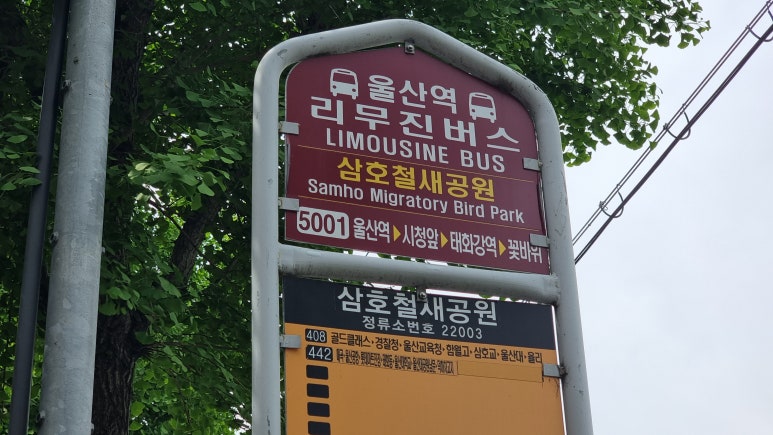 울산역
리무진버스
LIMOUSINE BUS
삼호철새공원
Samho Migratory Bird Park
5001 울산역▶시청앞▶태화강역▶꽃바위
삼호철새공원
정류소번호 22003
408 골드클래스·경찰청·울산교육청·함월고·삼호교·울산대·율리
442